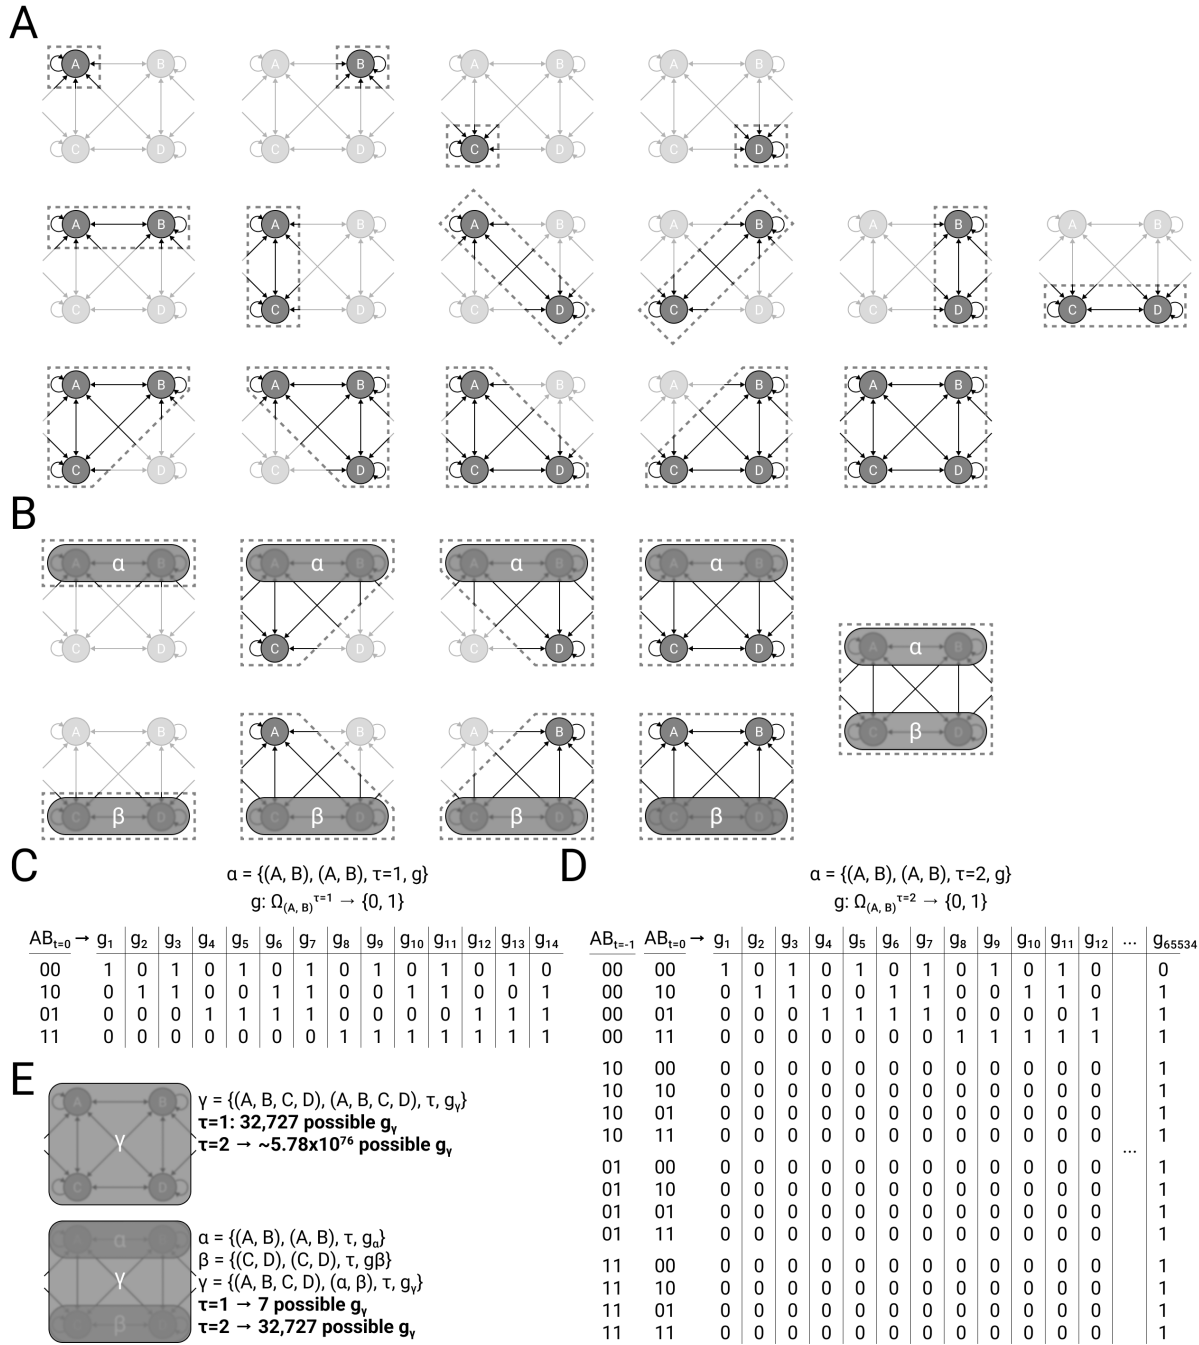 A
A B A B A B A B
C D C D C D C D
A B A B A B A B A B A B
C D C D C D C D C D C D
A B A B A B A B A B
C D C D C D C D C D
B
A α B A α B A α B A α B
C D C D C D C D
A α B
C β D
A B A B A B A B
C β D C β D C β D C β D
C
α = {(A, B), (A, B), τ=1, g}
g: Ω(A, B)τ=1 → {0, 1}
ABt=0 → g1 g2 g3 g4 g5 g6 g7 g8 g9 g10 g11 g12 g13 g14
00 1 0 1 0 1 0 1 0 1 0 1 0 1 0
10 0 1 1 0 0 1 1 0 0 1 1 0 0 1
01 0 0 0 1 1 1 1 0 0 0 0 1 1 1
11 0 0 0 0 0 0 0 1 1 1 1 1 1 1
D
α = {(A, B), (A, B), τ=2, g}
g: Ω(A, B)τ=2 → {0, 1}
ABt=-1 ABt=0 → g1 g2 g3 g4 g5 g6 g7 g8 g9 g10 g11 g12 ... g65534
00 00 1 0 1 0 1 0 1 0 1 0 1 0 0
00 10 0 1 1 0 0 1 1 0 0 1 1 0 1
00 01 0 0 0 1 1 1 1 0 0 0 0 1 1
00 11 0 0 0 0 0 0 0 1 1 1 1 1 1
10 00 0 0 0 0 0 0 0 0 0 0 0 0 1
10 10 0 0 0 0 0 0 0 0 0 0 0 0 1
10 01 0 0 0 0 0 0 0 0 0 0 0 0 1
10 11 0 0 0 0 0 0 0 0 0 0 0 0 1
...
01 00 0 0 0 0 0 0 0 0 0 0 0 0 1
01 10 0 0 0 0 0 0 0 0 0 0 0 0 1
01 01 0 0 0 0 0 0 0 0 0 0 0 0 1
01 11 0 0 0 0 0 0 0 0 0 0 0 0 1
11 00 0 0 0 0 0 0 0 0 0 0 0 0 1
11 10 0 0 0 0 0 0 0 0 0 0 0 0 1
11 01 0 0 0 0 0 0 0 0 0 0 0 0 1
11 11 0 0 0 0 0 0 0 0 0 0 0 0 1
E
A B
γ
C D
γ = {(A, B, C, D), (A, B, C, D), τ, gγ}
τ=1: 32,727 possible gγ
τ=2 → ~5.78x10⁷⁶ possible gγ
α
γ
β
α = {(A, B), (A, B), τ, gα}
β = {(C, D), (C, D), τ, gβ}
γ = {(A, B, C, D), (α, β), τ, gγ}
τ=1 → 7 possible gγ
τ=2 → 32,727 possible gγ